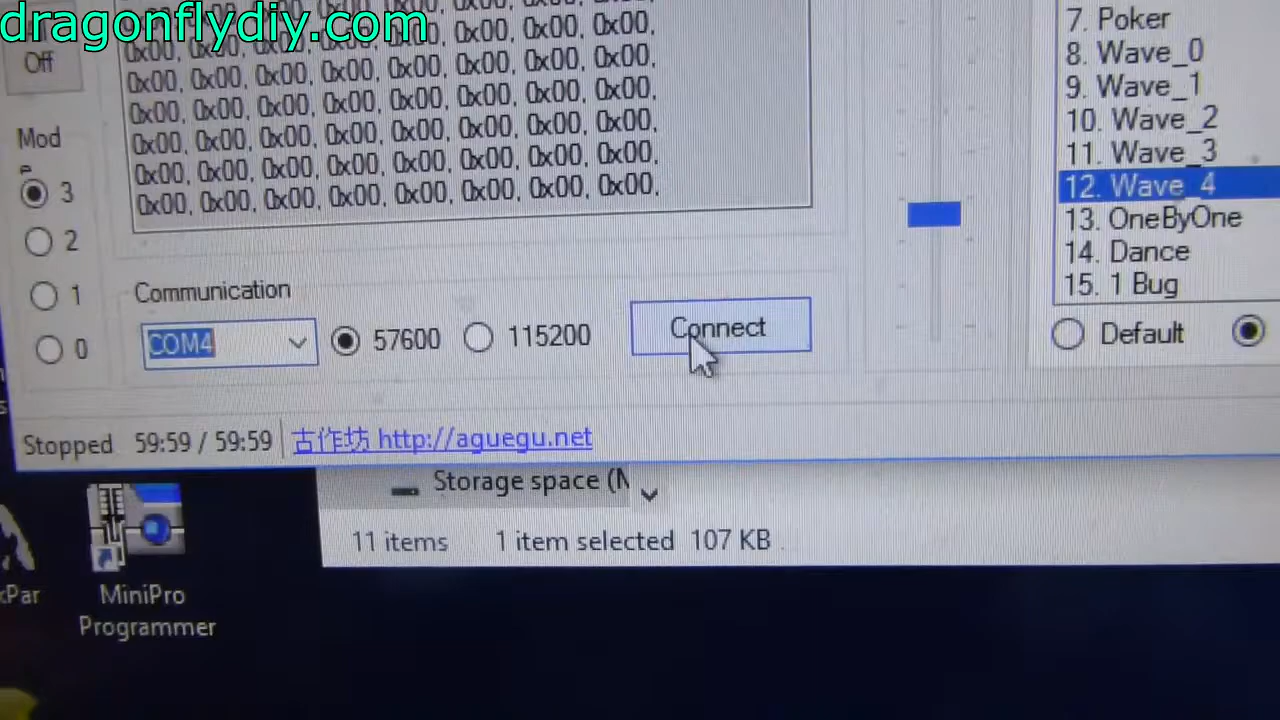 dragonflydiy.com
Off
0x00, 0x00, 0x00, 0x00, 0x00, 0x00, 0x00, 0x00,
0x00, 0x00, 0x00, 0x00, 0x00, 0x00, 0x00, 0x00,
0x00, 0x00, 0x00, 0x00, 0x00, 0x00, 0x00, 0x00,
0x00, 0x00, 0x00, 0x00, 0x00, 0x00, 0x00, 0x00,
0x00, 0x00, 0x00, 0x00, 0x00, 0x00, 0x00, 0x00,
0x00, 0x00, 0x00, 0x00, 0x00, 0x00, 0x00, 0x00,
7. Poker
8. Wave_0
9. Wave_1
10. Wave_2
11. Wave_3
12. Wave_4
13. OneByOne
14. Dance
15. 1 Bug
Default
Mod
3
2
1
0
Communication
COM4
57600
115200
Connect
Stopped 59:59 / 59:59 古作坊 http://aguegu.net
Storage space (
11 items 1 item selected 107 KB
MiniPro
Programmer